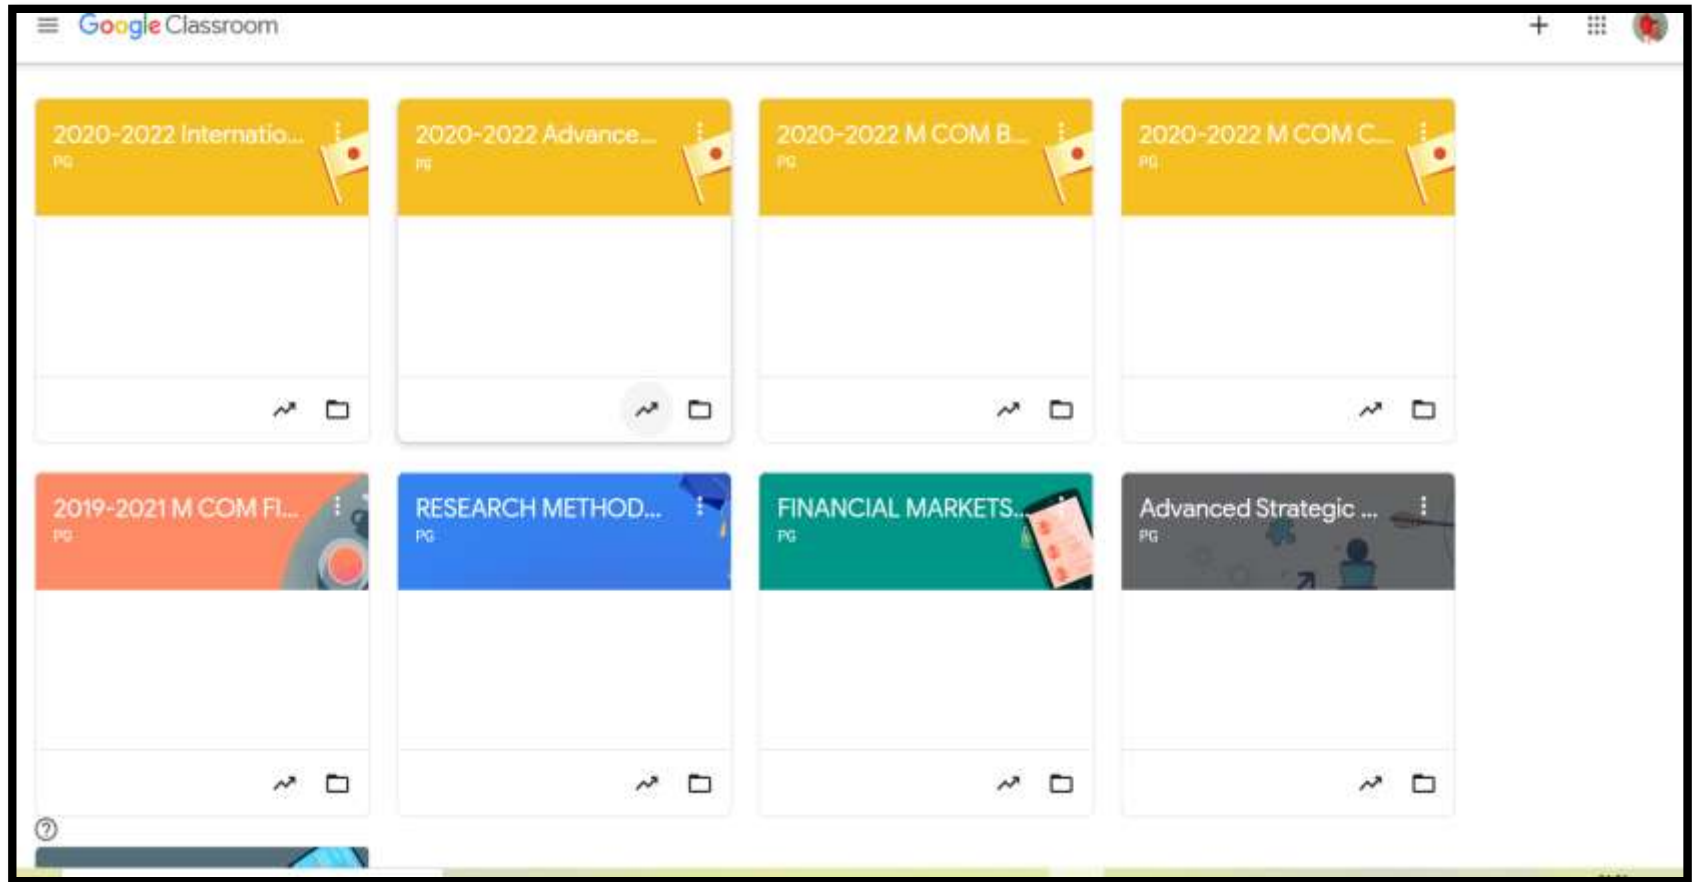 Google Classroom
2020-2022 Internatio...
PG
2020-2022 Advance...
PG
2020-2022 M COM B...
PG
2020-2022 M COM C...
PG
2019-2021 M COM FI...
PG
RESEARCH METHOD...
PG
FINANCIAL MARKETS...
PG
Advanced Strategic ...
PG